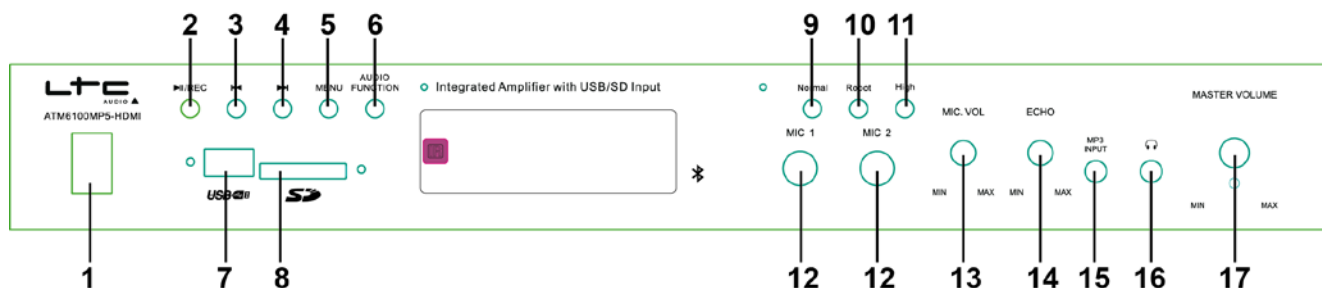 2 3 4 5 6 9 10 11
LTC
AUDIO
ATM6100MP5-HDMI
/REC
MENU
AUDIO
FUNCTION
Integrated Amplifier with USB/SD Input
Normal Robot High
MIC 1 MIC 2
MIC. VOL
ECHO
MASTER VOLUME
MP3
INPUT
MIN MAX MIN MAX
MIN MAX
USB
SD
1 7 8 12 12 13 14 15 16 17